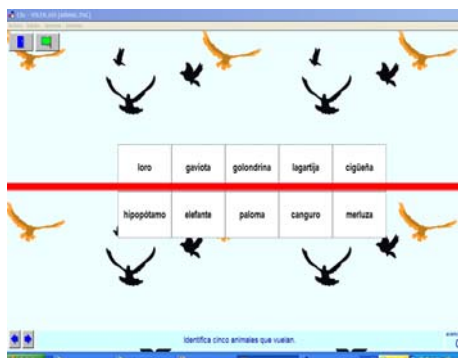 loro gaviota golondrina lagartija cigüeña
hipopótamo elefante paloma canguro merluza
Identifica cinco animales que vuelan.